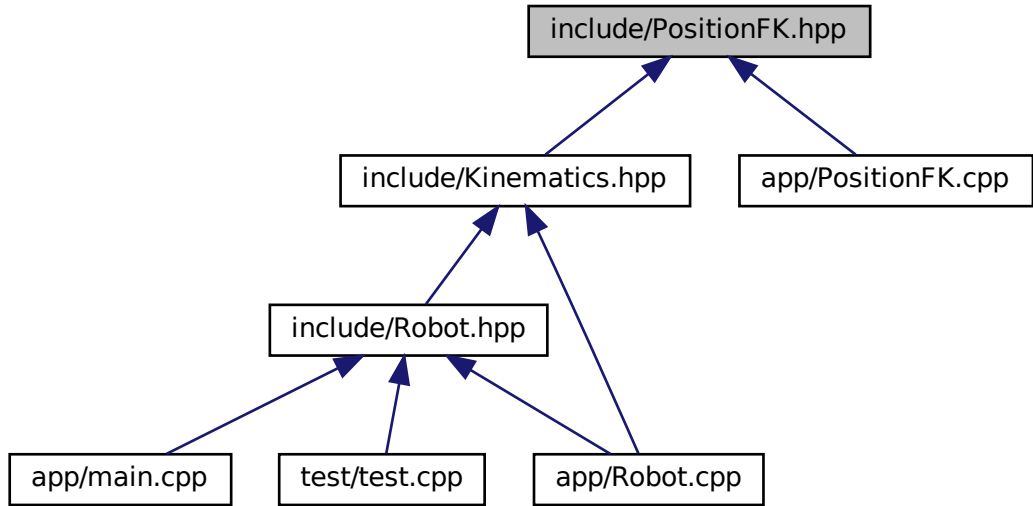 include/PositionFK.hpp
include/Kinematics.hpp
app/PositionFK.cpp
include/Robot.hpp
app/main.cpp
test/test.cpp
app/Robot.cpp